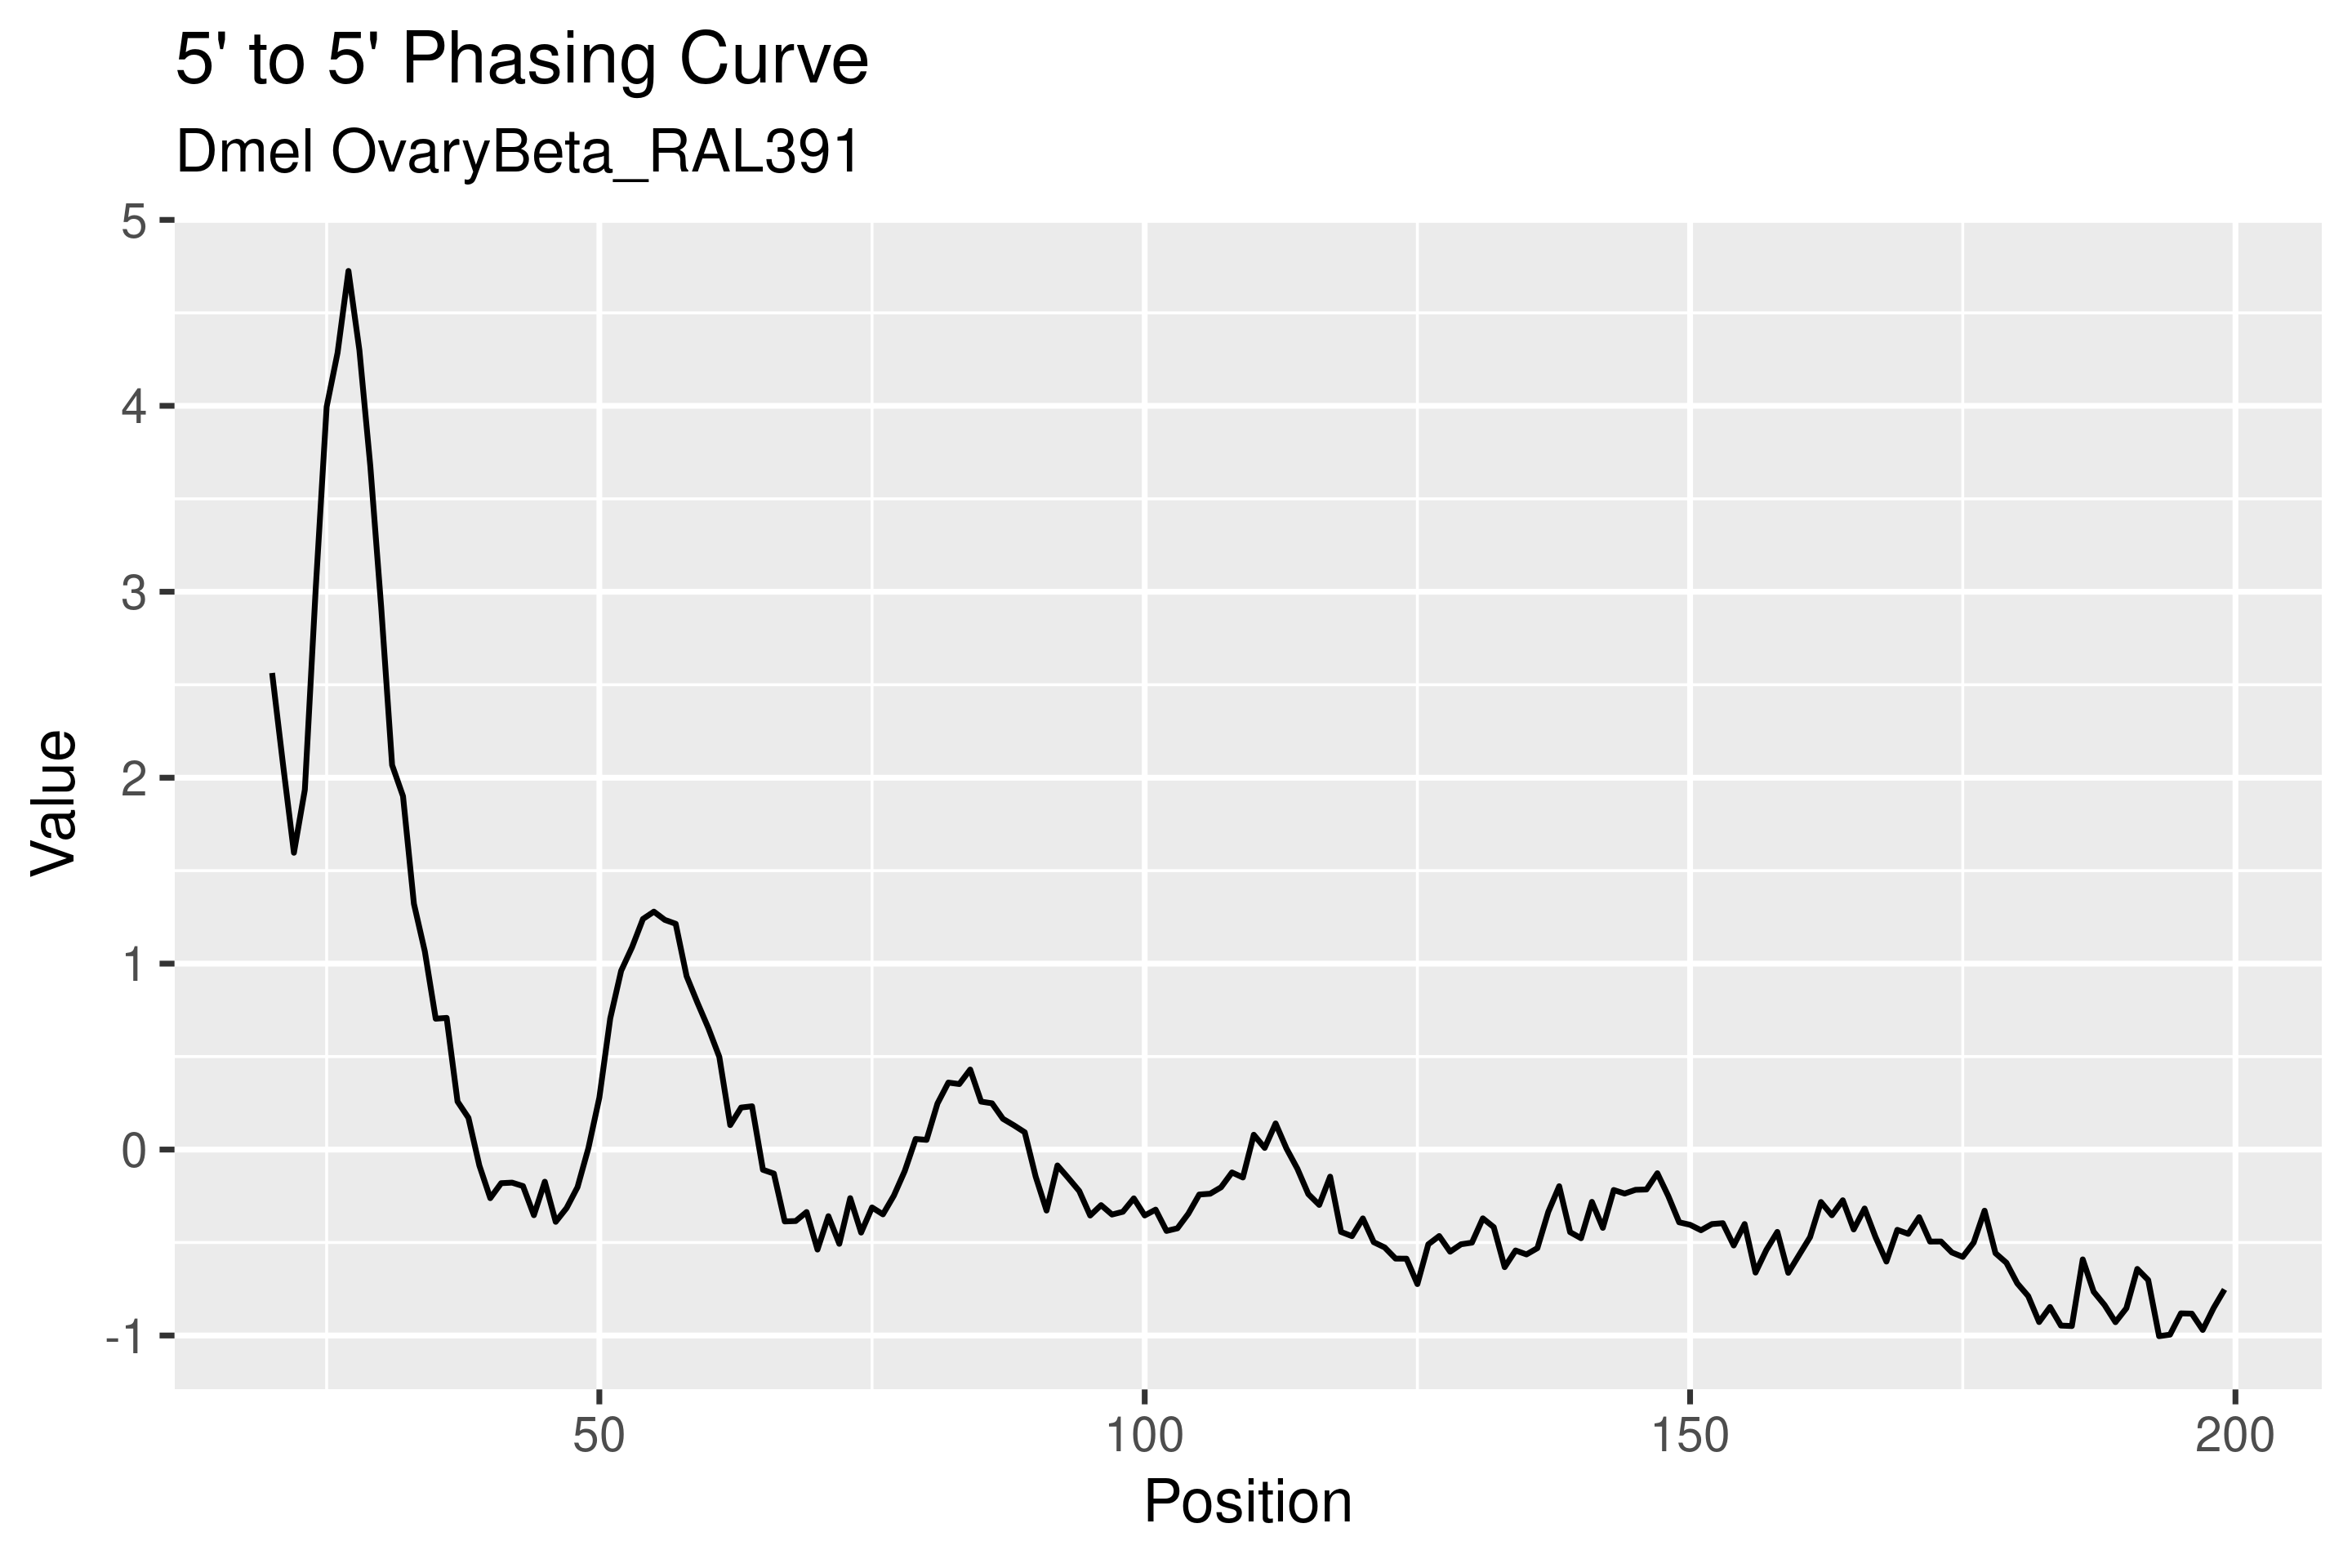 5' to 5' Phasing Curve
Dmel OvaryBeta_RAL391
5
4
3
2
1
0
-1
Value
50 100 150 200
Position